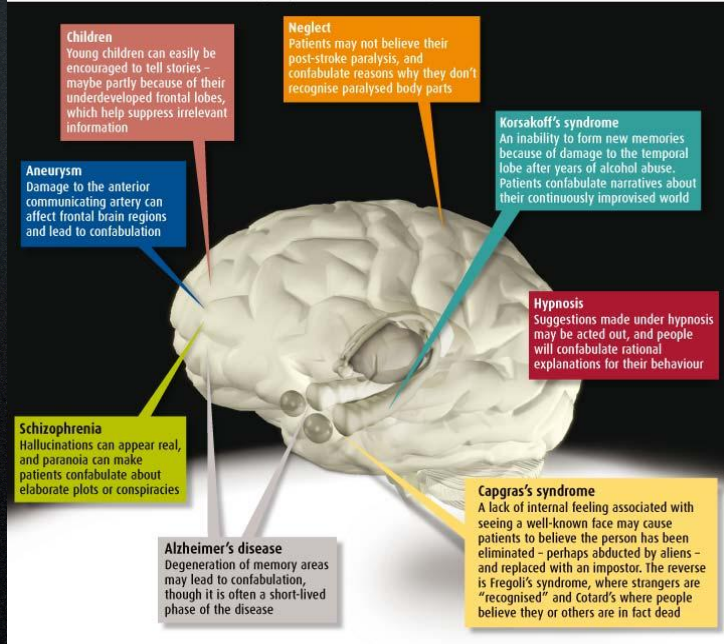 Children
Young children can easily be
encouraged to tell stories –
maybe partly because of their
underdeveloped frontal lobes,
which help suppress irrelevant
information
Neglect
Patients may not believe their
post-stroke paralysis, and
confabulate reasons why they don't
recognise paralysed body parts
Korsakoff's syndrome
An inability to form new memories
because of damage to the temporal
lobe after years of alcohol abuse.
Patients confabulate narratives about
their continuously improvised world
Aneurysm
Damage to the anterior
communicating artery can
affect frontal brain regions
and lead to confabulation
Hypnosis
Suggestions made under hypnosis
may be acted out, and people
will confabulate rational
explanations for their behaviour
Schizophrenia
Hallucinations can appear real,
and paranoia can make
patients confabulate about
elaborate plots or conspiracies
Alzheimer's disease
Degeneration of memory areas
may lead to confabulation,
though it is often a short-lived
phase of the disease
Capgras's syndrome
A lack of internal feeling associated with
seeing a well-known face may cause
patients to believe the person has been
eliminated – perhaps abducted by aliens –
and replaced with an impostor. The reverse
is Fregoli's syndrome, where strangers are
"recognised" and Cotard's where people
believe they or others are in fact dead